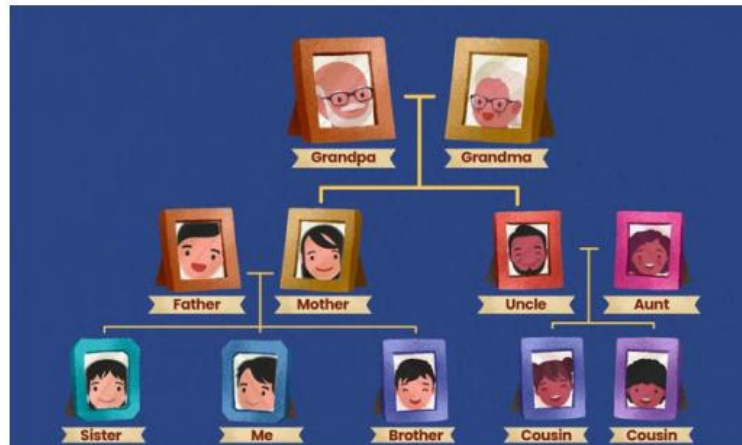 Grandpa Grandma
Father Mother Uncle Aunt
Sister Me Brother Cousin Cousin